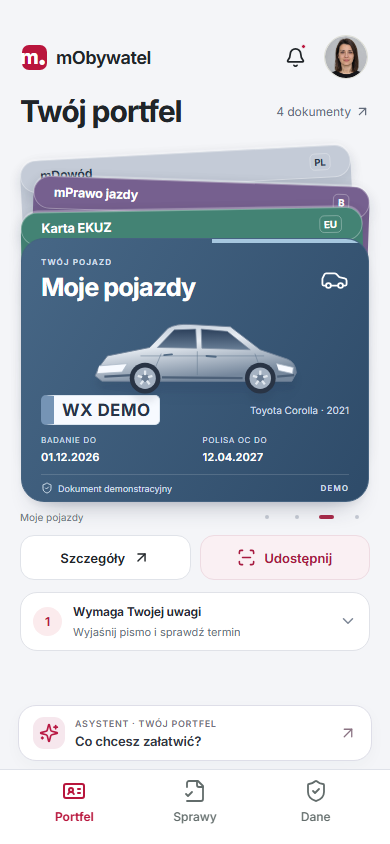 m. mObywatel
Twój portfel
4 dokumenty
mDowód
PL
mPrawo jazdy
B
Karta EKUZ
EU
TWÓJ POJAZD
Moje pojazdy
WX DEMO
Toyota Corolla · 2021
BADANIE DO
POLISA OC DO
01.12.2026
12.04.2027
Dokument demonstracyjny
DEMO
Moje pojazdy
Szczegóły
Udostępnij
1
Wymaga Twojej uwagi
Wyjaśnij pismo i sprawdź termin
ASYSTENT · TWÓJ PORTFEL
Co chcesz załatwić?
Portfel
Sprawy
Dane